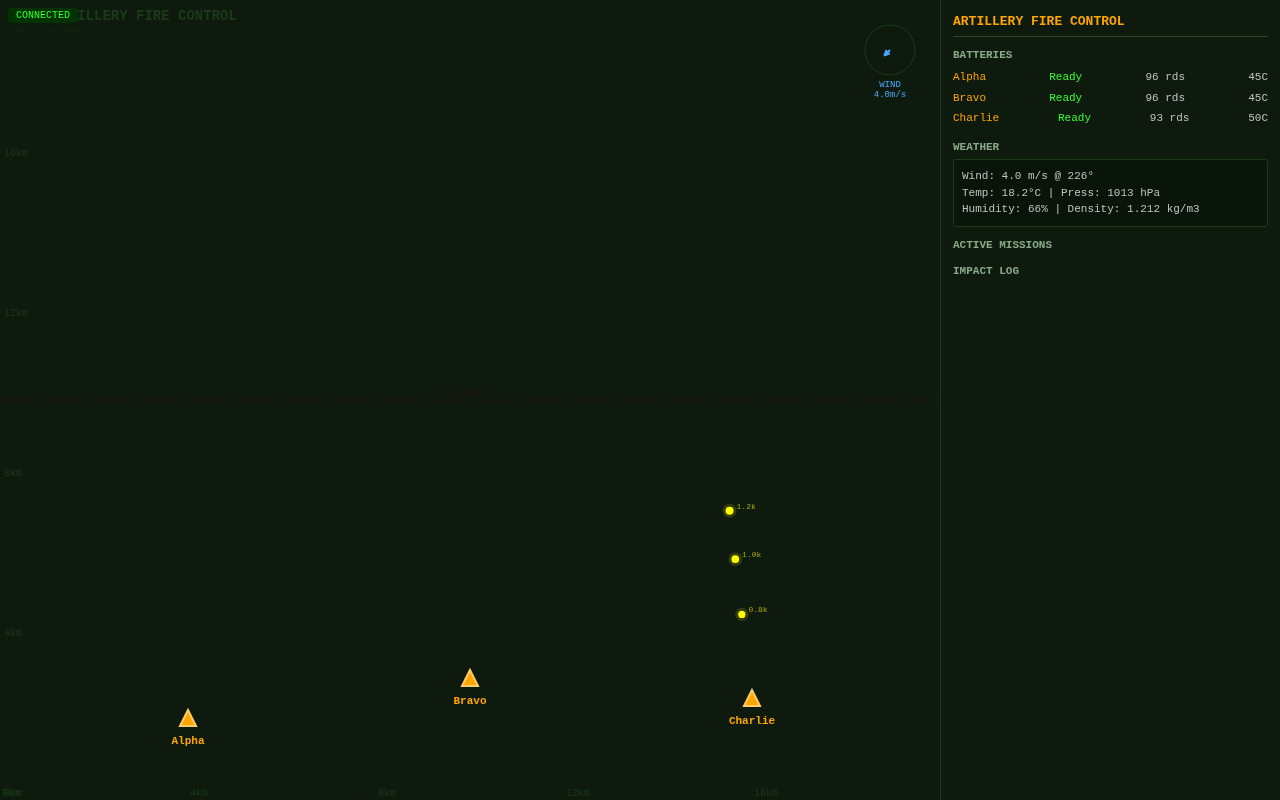 CONNECTED
ILLERY FIRE CONTROL
WIND
4.0m/s
16km
12km
8km
4km
1.2k
1.0k
0.8k
Bravo
Charlie
Alpha
4km
8km
12km
16km
ARTILLERY FIRE CONTROL
BATTERIES
Alpha Ready 96 rds 45C
Bravo Ready 96 rds 45C
Charlie Ready 93 rds 50C
WEATHER
Wind: 4.0 m/s @ 226°
Temp: 18.2°C | Press: 1013 hPa
Humidity: 66% | Density: 1.212 kg/m3
ACTIVE MISSIONS
IMPACT LOG